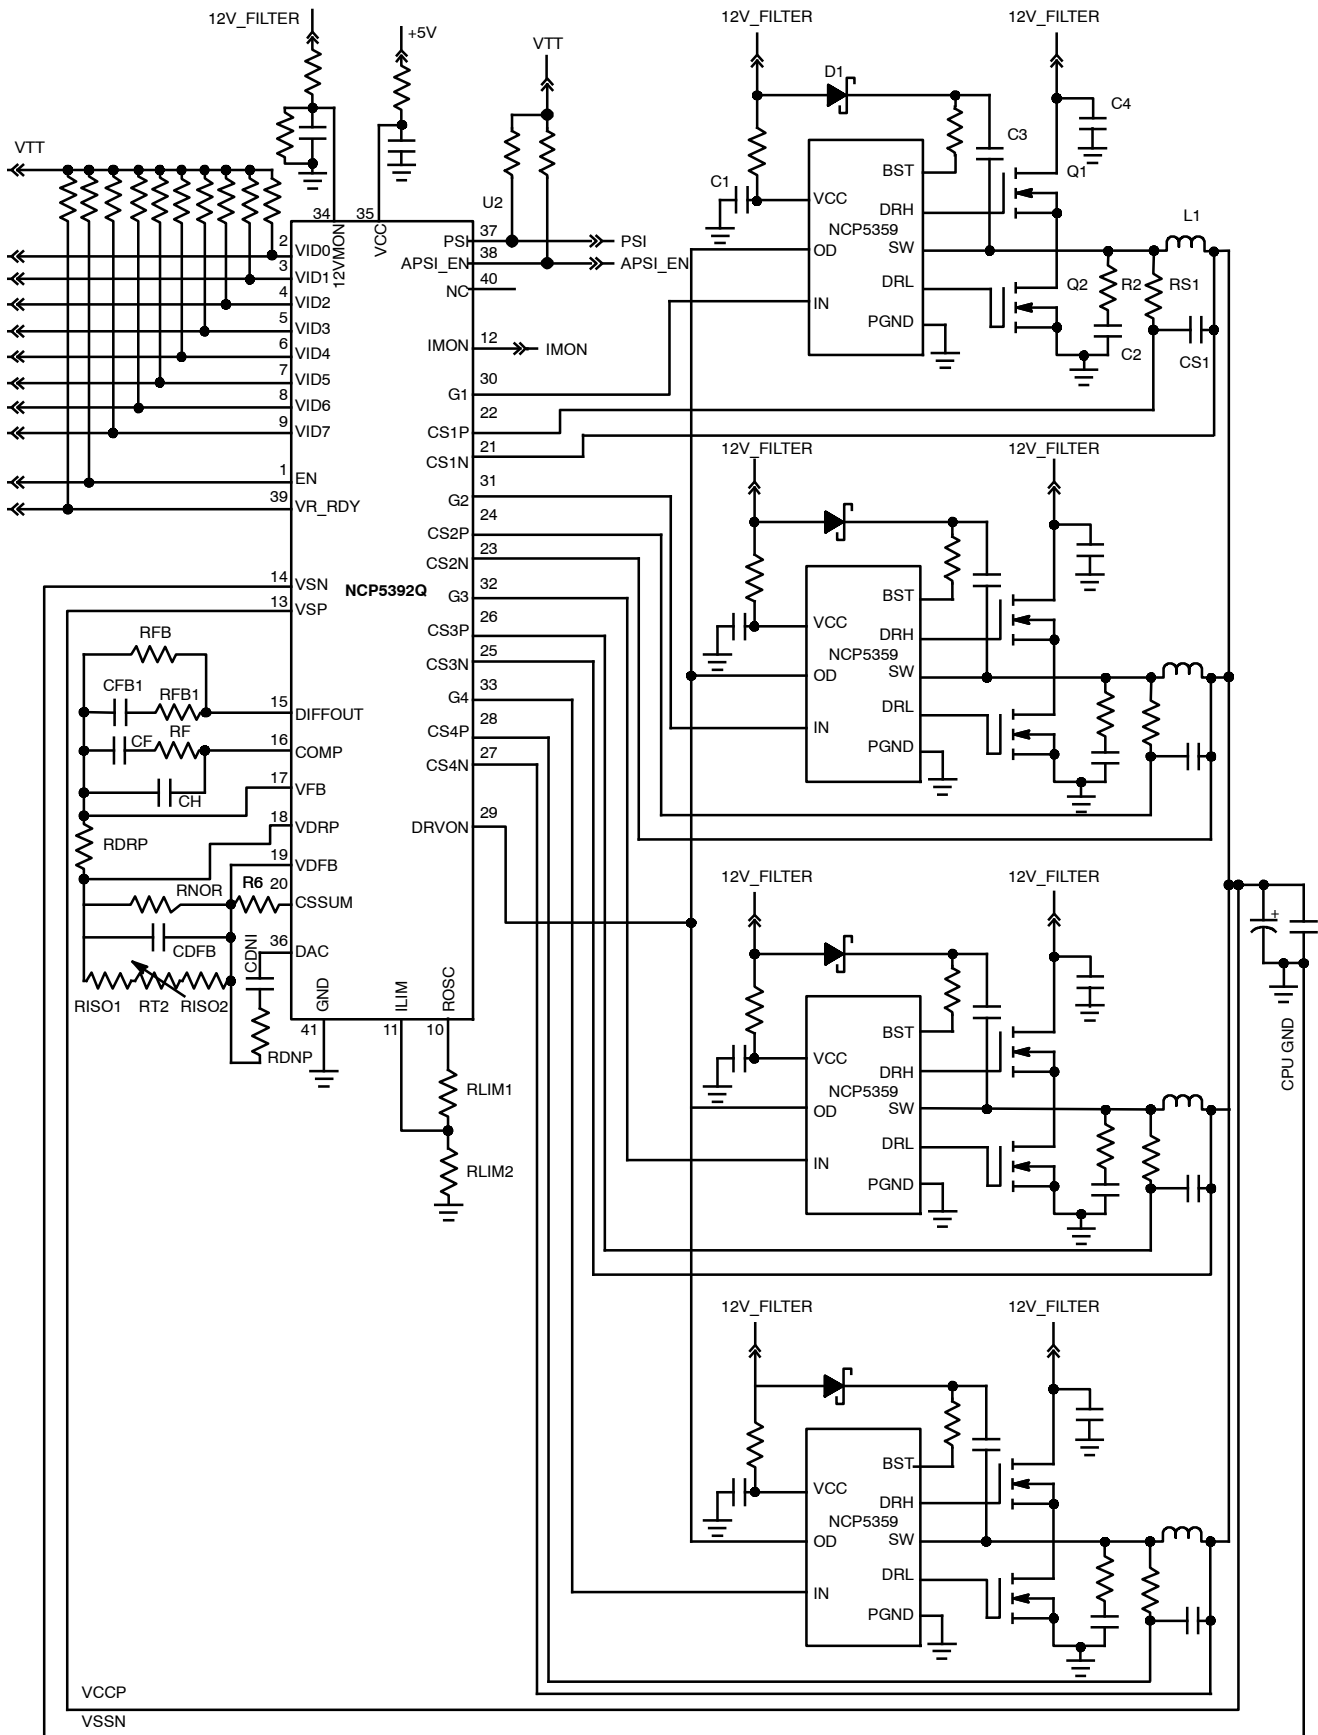 12V_FILTER
+5V
VTT
12V_FILTER
12V_FILTER
D1
C4
C3
VTT
C1
BST
Q1
VCC
DRH
NCP5359
L1
U2
34
35
37
2
12VMON
VCC
PSI
PSI
OD
SW
VID0
38
APSI_EN
APSI_EN
3
VID1
40
NC
DRL
Q2
R2
RS1
4
VID2
IN
5
VID3
PGND
12
IMON
IMON
C2
CS1
6
VID4
7
VID5
30
G1
8
VID6
22
9
VID7
CS1P
21
CS1N
12V_FILTER
12V_FILTER
1
EN
31
G2
39
VR_RDY
24
CS2P
23
CS2N
14
VSN
NCP5392Q
32
G3
BST
13
VSP
26
CS3P
VCC
DRH
NCP5359
RFB
25
CS3N
OD
SW
CFB1
RFB1
33
G4
DRL
15
DIFFOUT
28
CS4P
IN
CF
RF
16
COMP
PGND
27
CS4N
17
VFB
CH
18
VDRP
29
DRVON
RDRP
19
VDFB
12V_FILTER
12V_FILTER
RNOR
R6
20
CSSUM
+
36
DAC
CDFB
CDNI
RISO1
RT2
RISO2
GND
ILIM
ROSC
41
11
10
BST
RDNP
VCC
DRH
CPU GND
RLIM1
NCP5359
OD
SW
DRL
RLIM2
IN
PGND
12V_FILTER
12V_FILTER
BST
VCC
DRH
NCP5359
OD
SW
DRL
IN
PGND
VCCP
VSSN